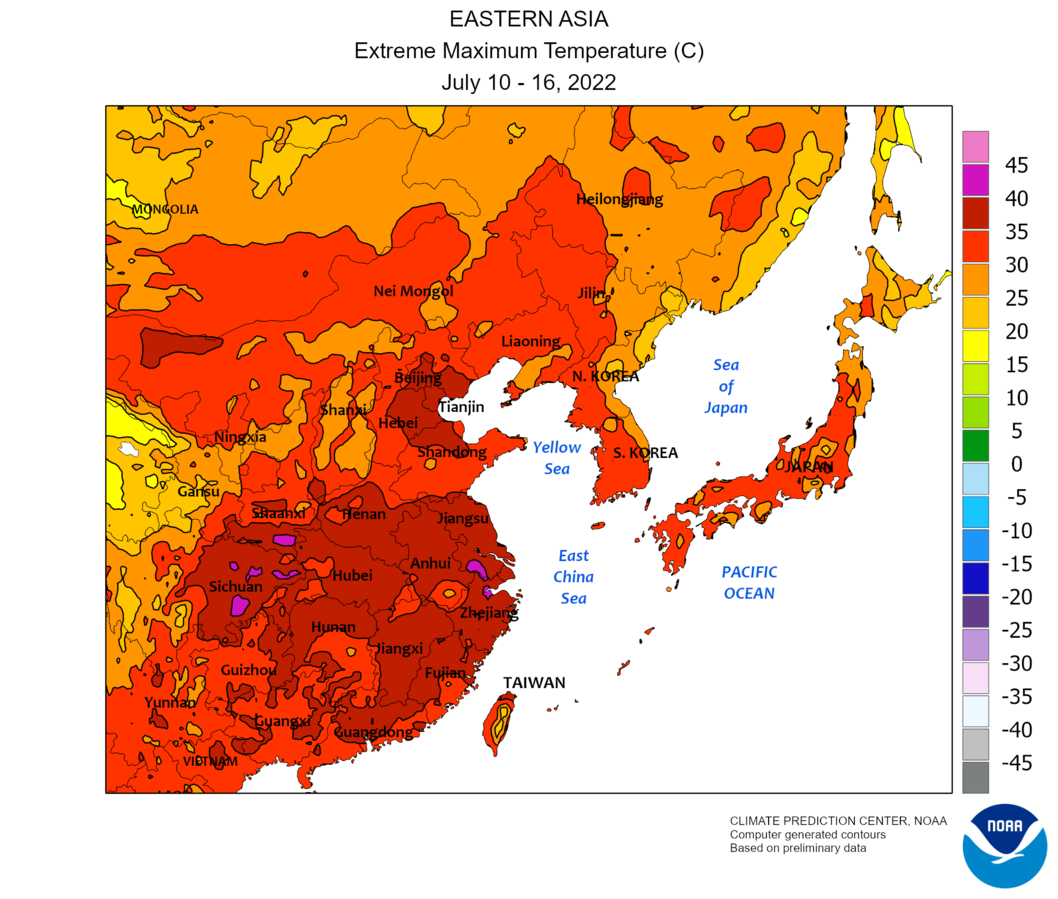 EASTERN ASIA
Extreme Maximum Temperature (C)
July 10 - 16, 2022
MONGOLIA
Heilongjiang
Nei Mongol
Jilin
Liaoning
Beijing
N. KOREA
Sea
of
Japan
Shanxi
Tianjin
Hebei
Ningxia
Shandong
Yellow
Sea
S. KOREA
JAPAN
Gansu
Shaanxi
Henan
Jiangsu
Anhui
East
China
Sea
PACIFIC
OCEAN
Hubei
Sichuan
Zhejiang
Hunan
Jiangxi
Guizhou
Fujian
TAIWAN
Yunnan
Guangxi
Guangdong
VIETNAM
45
40
35
30
25
20
15
10
5
0
-5
-10
-15
-20
-25
-30
-35
-40
-45
CLIMATE PREDICTION CENTER, NOAA
Computer generated contours
Based on preliminary data
NOAA